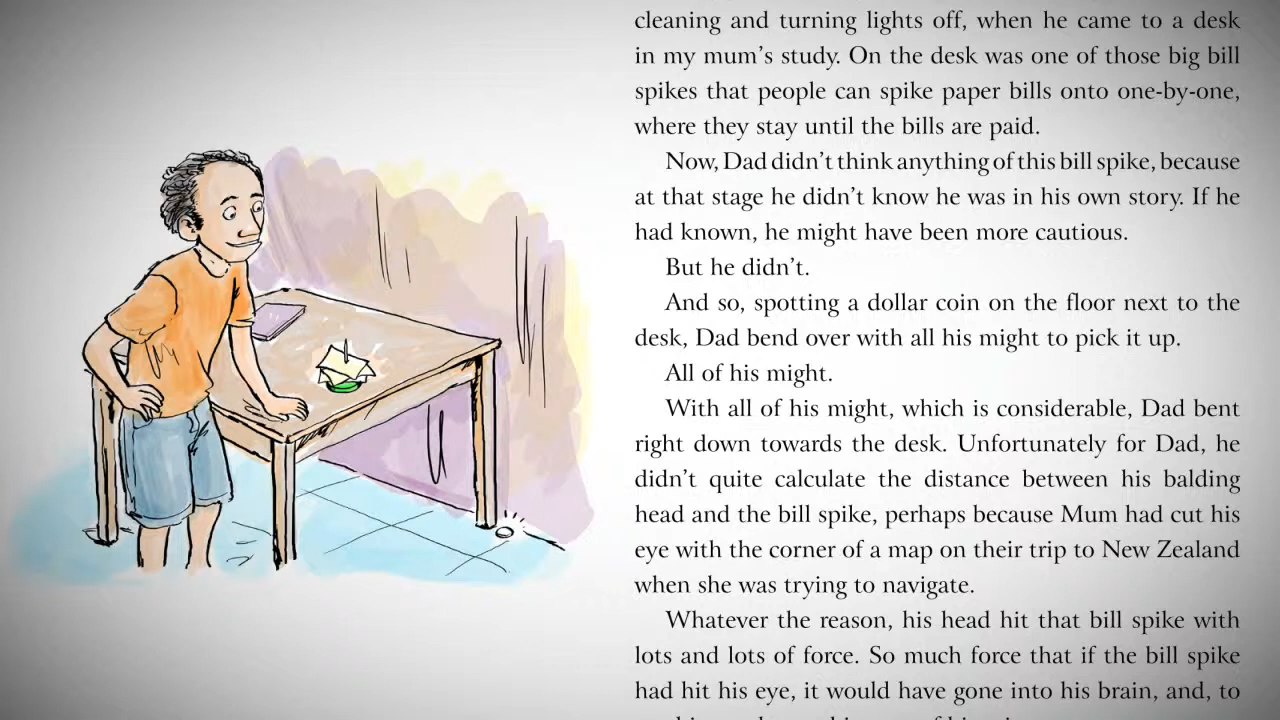 cleaning and turning lights off, when he came to a desk
in my mum's study. On the desk was one of those big bill
spikes that people can spike paper bills onto one-by-one,
where they stay until the bills are paid.
Now, Dad didn't think anything of this bill spike, because
at that stage he didn't know he was in his own story. If he
had known, he might have been more cautious.
But he didn't.
And so, spotting a dollar coin on the floor next to the
desk, Dad bend over with all his might to pick it up.
All of his might.
With all of his might, which is considerable, Dad bent
right down towards the desk. Unfortunately for Dad, he
didn't quite calculate the distance between his balding
head and the bill spike, perhaps because Mum had cut his
eye with the corner of a map on their trip to New Zealand
when she was trying to navigate.
Whatever the reason, his head hit that bill spike with
lots and lots of force. So much force that if the bill spike
had hit his eye, it would have gone into his brain, and, to